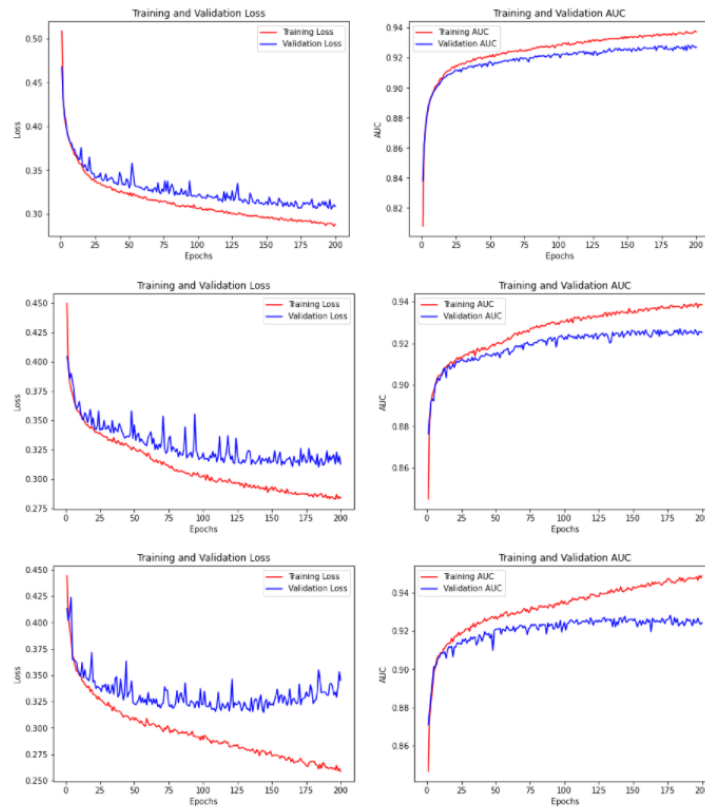 Training and Validation Loss
Training Loss
Validation Loss
0.50
0.45
0.40
0.35
0.30
Loss
0 25 50 75 100 125 150 175 200
Epochs
Training and Validation AUC
Training AUC
Validation AUC
0.94
0.92
0.90
0.88
0.86
0.84
0.82
AUC
0 25 50 75 100 125 150 175 200
Epochs
Training and Validation Loss
Training Loss
Validation Loss
0.450
0.425
0.400
0.375
0.350
0.325
0.300
0.275
Loss
0 25 50 75 100 125 150 175 200
Epochs
Training and Validation AUC
Training AUC
Validation AUC
0.94
0.92
0.90
0.88
0.86
AUC
0 25 50 75 100 125 150 175 200
Epochs
Training and Validation Loss
Training Loss
Validation Loss
0.450
0.425
0.400
0.375
0.350
0.325
0.300
0.275
0.250
Loss
0 25 50 75 100 125 150 175 200
Epochs
Training and Validation AUC
Training AUC
Validation AUC
0.94
0.92
0.90
0.88
0.86
AUC
0 25 50 75 100 125 150 175 200
Epochs